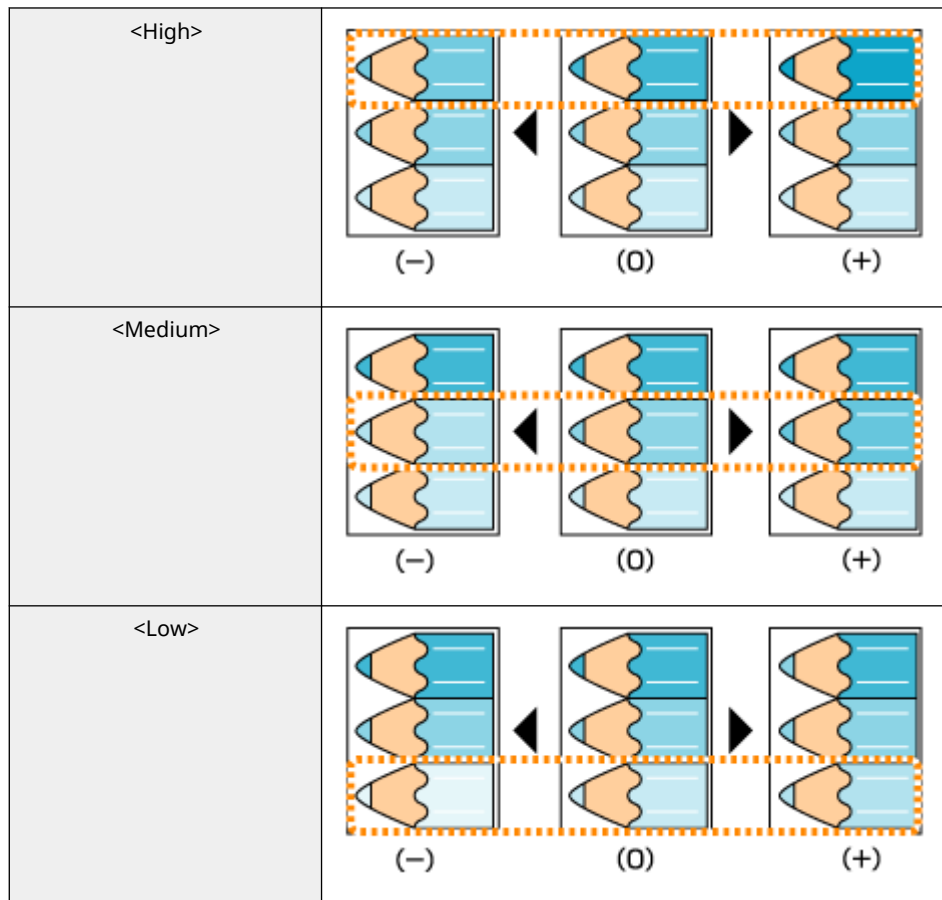 <High>
(−) (0) (+)
<Medium>
(−) (0) (+)
<Low>
(−) (0) (+)